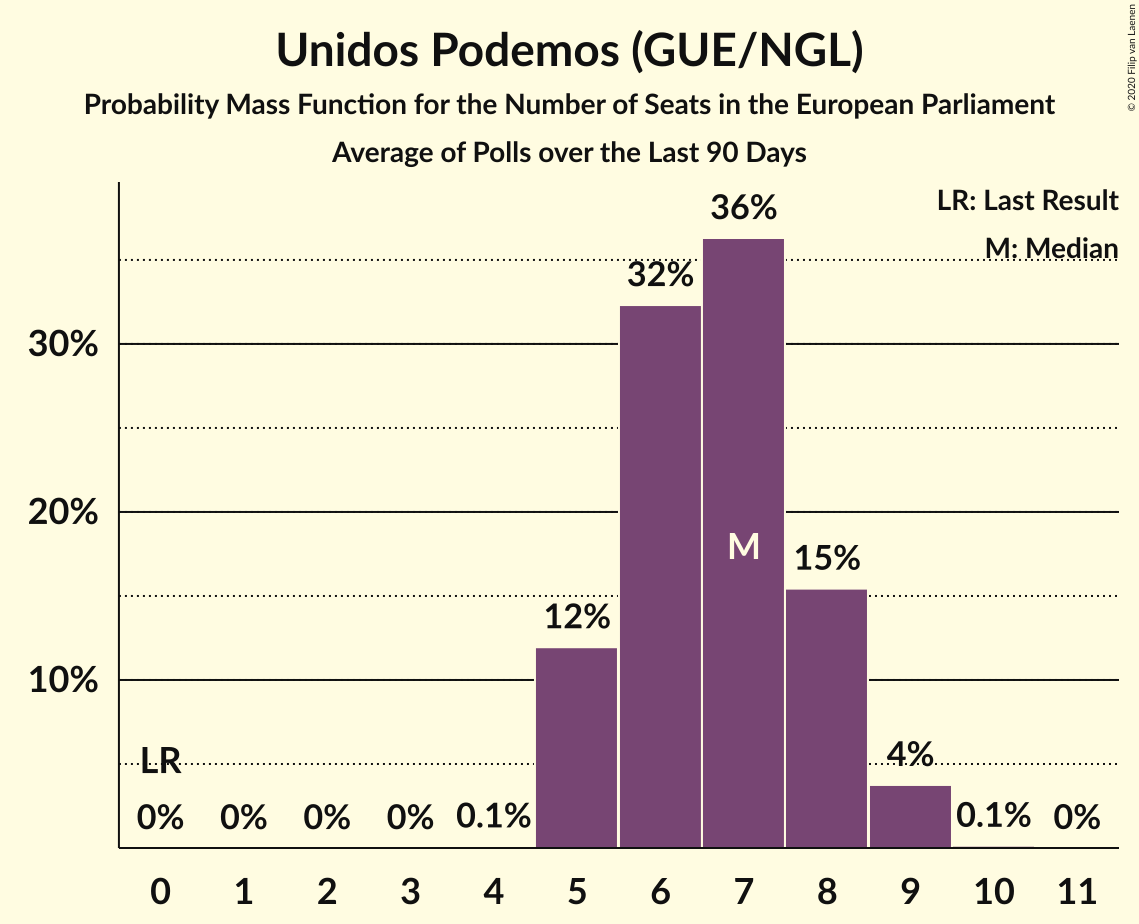 Unidos Podemos (GUE/NGL)
Probability Mass Function for the Number of Seats in the European Parliament
Average of Polls over the Last 90 Days
© 2020 Filip van Laenen
LR: Last Result
M: Median
36%
32%
30%
20%
M
15%
12%
10%
LR
4%
0% 0% 0% 0% 0.1% 0.1% 0%
0 1 2 3 4 5 6 7 8 9 10 11